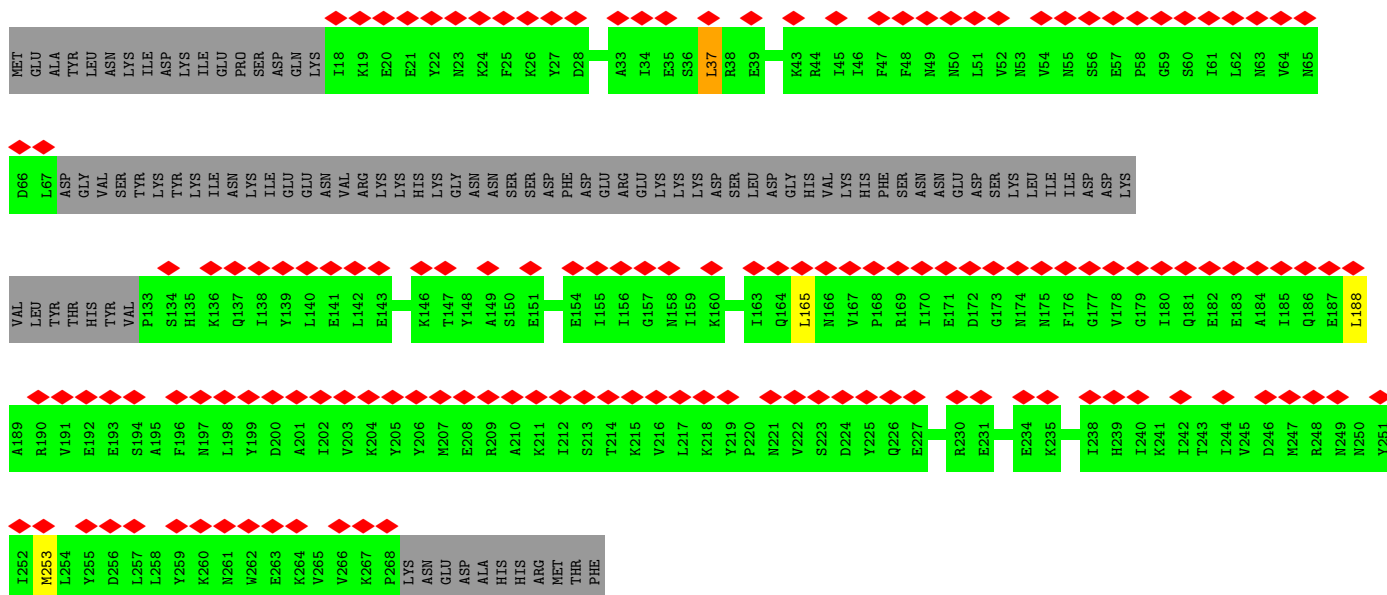 MET GLU ALA TYR LEU ASN LYS ILE ASP LYS ILE GLU PRO SER ASP GLN LYS I18 K19 E20 E21 Y22 N23 K24 F25 K26 Y27 D28 A33 I34 E35 S36 L37 R38 E39 K43 R44 I45 I46 F47 F48 N49 N50 L51 V52 N53 V54 N55 S56 E57 P58 G59 S60 I61 L62 N63 V64 N65
D66 L67 ASP GLY VAL SER TYR LYS TYR LYS ILE ASN LYS ILE GLU GLU ASN VAL ARG LYS LYS HIS LYS GLY ASN ASN SER SER ASP PHE ASP GLU ARG GLU LYS LYS LYS ASP SER LEU ASP GLY HIS VAL LYS HIS PHE SER ASN ASN GLU ASP SER LYS LEU ILE ILE ASP ASP LYS
VAL LEU TYR THR HIS TYR VAL P133 S134 H135 K136 Q137 I138 Y139 L140 E141 L142 E143 K146 T147 Y148 A149 S150 E151 E154 I155 I156 G157 N158 I159 K160 I163 Q164 L165 N166 V167 P168 R169 I170 E171 D172 G173 N174 N175 F176 G177 V178 G179 I180 Q181 E182 E183 A184 I185 Q186 E187 L188
A189 R190 V191 E192 E193 S194 A195 F196 N197 L198 Y199 D200 A201 I202 V203 K204 Y205 Y206 M207 E208 R209 A210 K211 I212 S213 T214 K215 V216 L217 K218 Y219 P220 N221 V222 S223 D224 Y225 Q226 E227 R230 E231 E234 K235 I238 H239 I240 K241 I242 T243 I244 V245 D246 M247 R248 N249 N250 Y251
I252 M253 L254 Y255 D256 L257 L258 Y259 K260 N261 W262 E263 K264 V265 V266 K267 P268 LYS ASN GLU ASP ALA HIS HIS ARG MET THR PHE